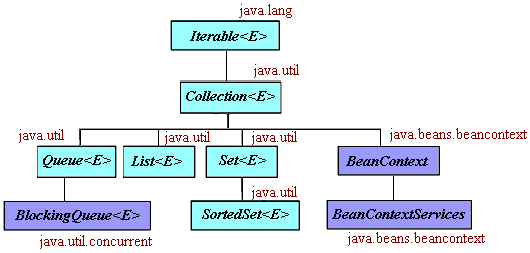 java.lang
Iterable<E>
java.util
Collection<E>
java.util java.util java.util java.beans.beancontext
Queue<E> List<E> Set<E> BeanContext
java.util
BlockingQueue<E> SortedSet<E> BeanContextServices
java.util.concurrent java.beans.beancontext